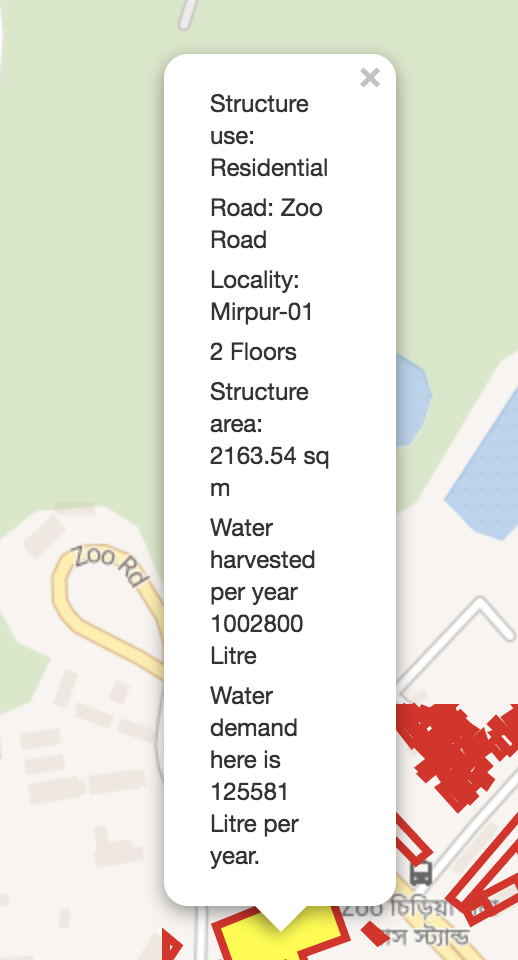 Structure
use:
Residential
Road: Zoo
Road
Locality:
Mirpur-01
2 Floors
Structure
area:
2163.54 sq
m
Water
harvested
per year
1002800
Litre
Water
demand
here is
125581
Litre per
year.
Zoo Rd
Zoo চিড়িয়া
স্ট্যান্ড